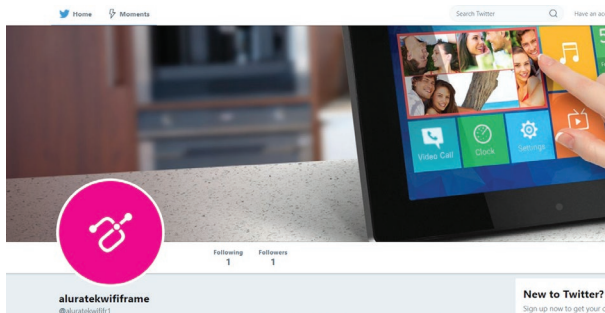 Home Moments Search Twitter Have an ac
Video Call Clock Settings
Following Followers
1 1
aluratekwififrame
@aluratekwififr1
New to Twitter?
Sign up now to get your o